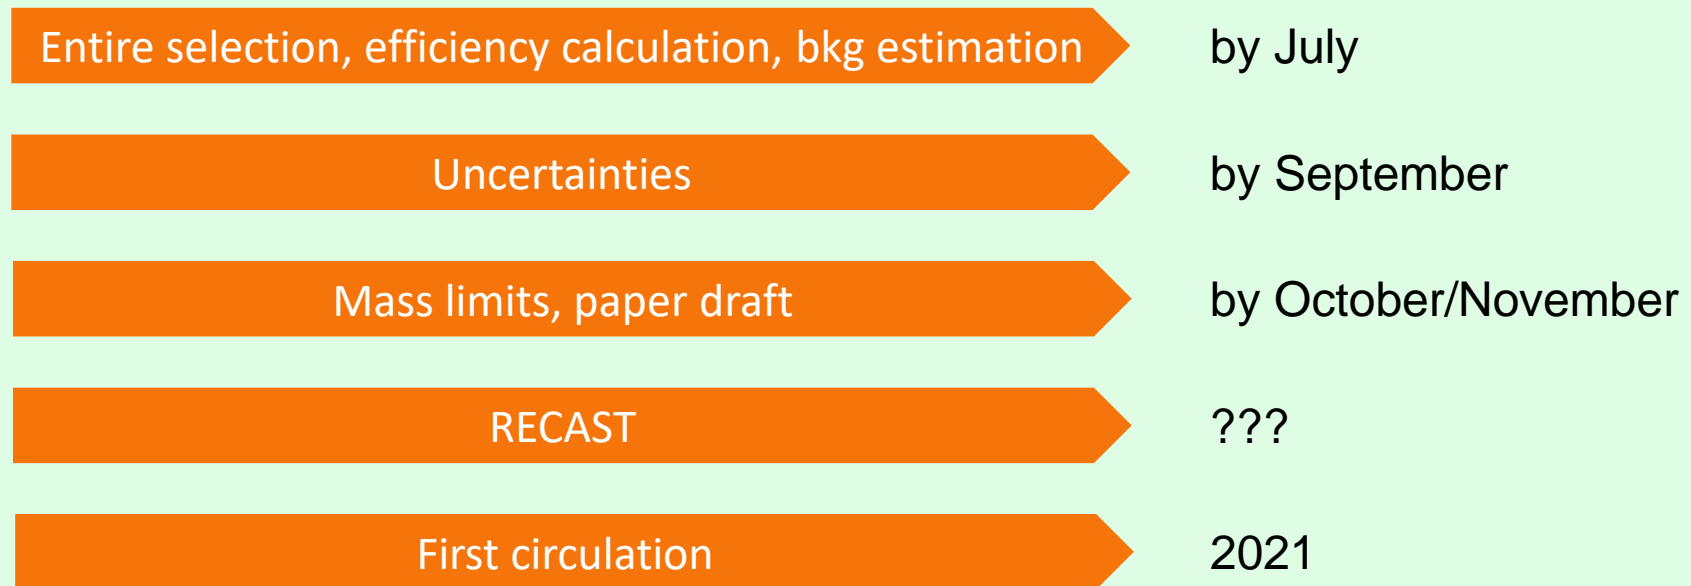 Entire selection, efficiency calculation, bkg estimation by July
Uncertainties by September
Mass limits, paper draft by October/November
RECAST ???
First circulation 2021